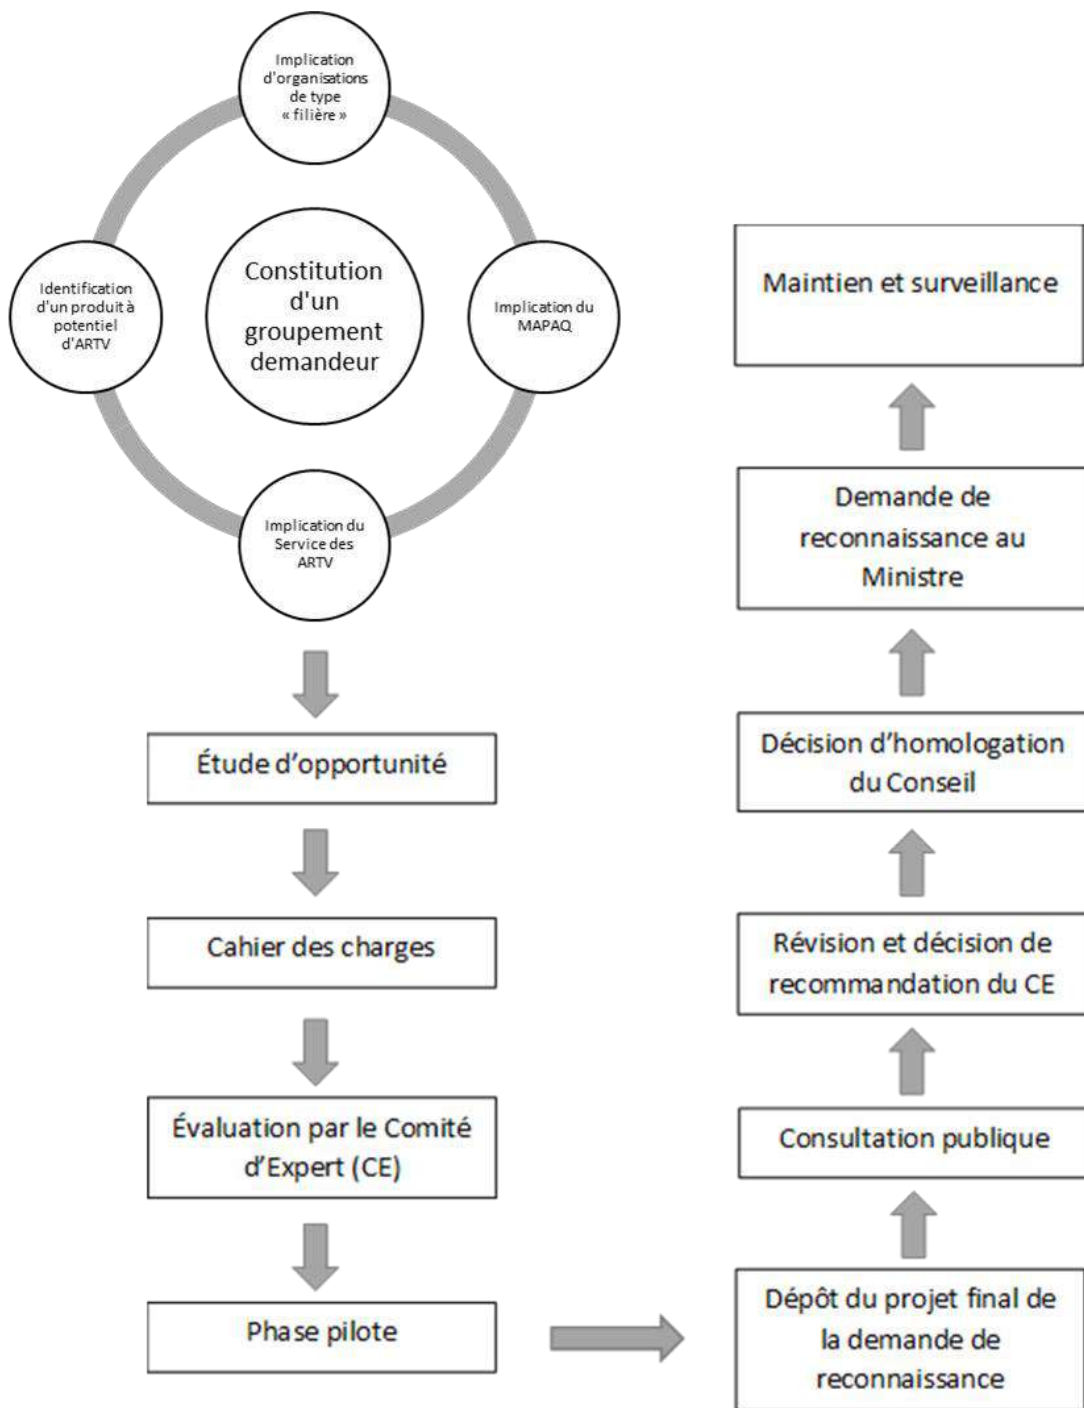 Implication
d'organisations
de type
« filière »
Identification
d'un produit à
potentiel
d'ARTV
Constitution
d'un
groupement
demandeur
Implication du
MAPAQ
Implication du
Service des
ARTV
Étude d'opportunité
Cahier des charges
Évaluation par le Comité
d'Expert (CE)
Phase pilote
Dépôt du projet final de
la demande de
reconnaissance
Consultation publique
Révision et décision de
recommandation du CE
Décision d'homologation
du Conseil
Demande de
reconnaissance au
Ministre
Maintien et surveillance